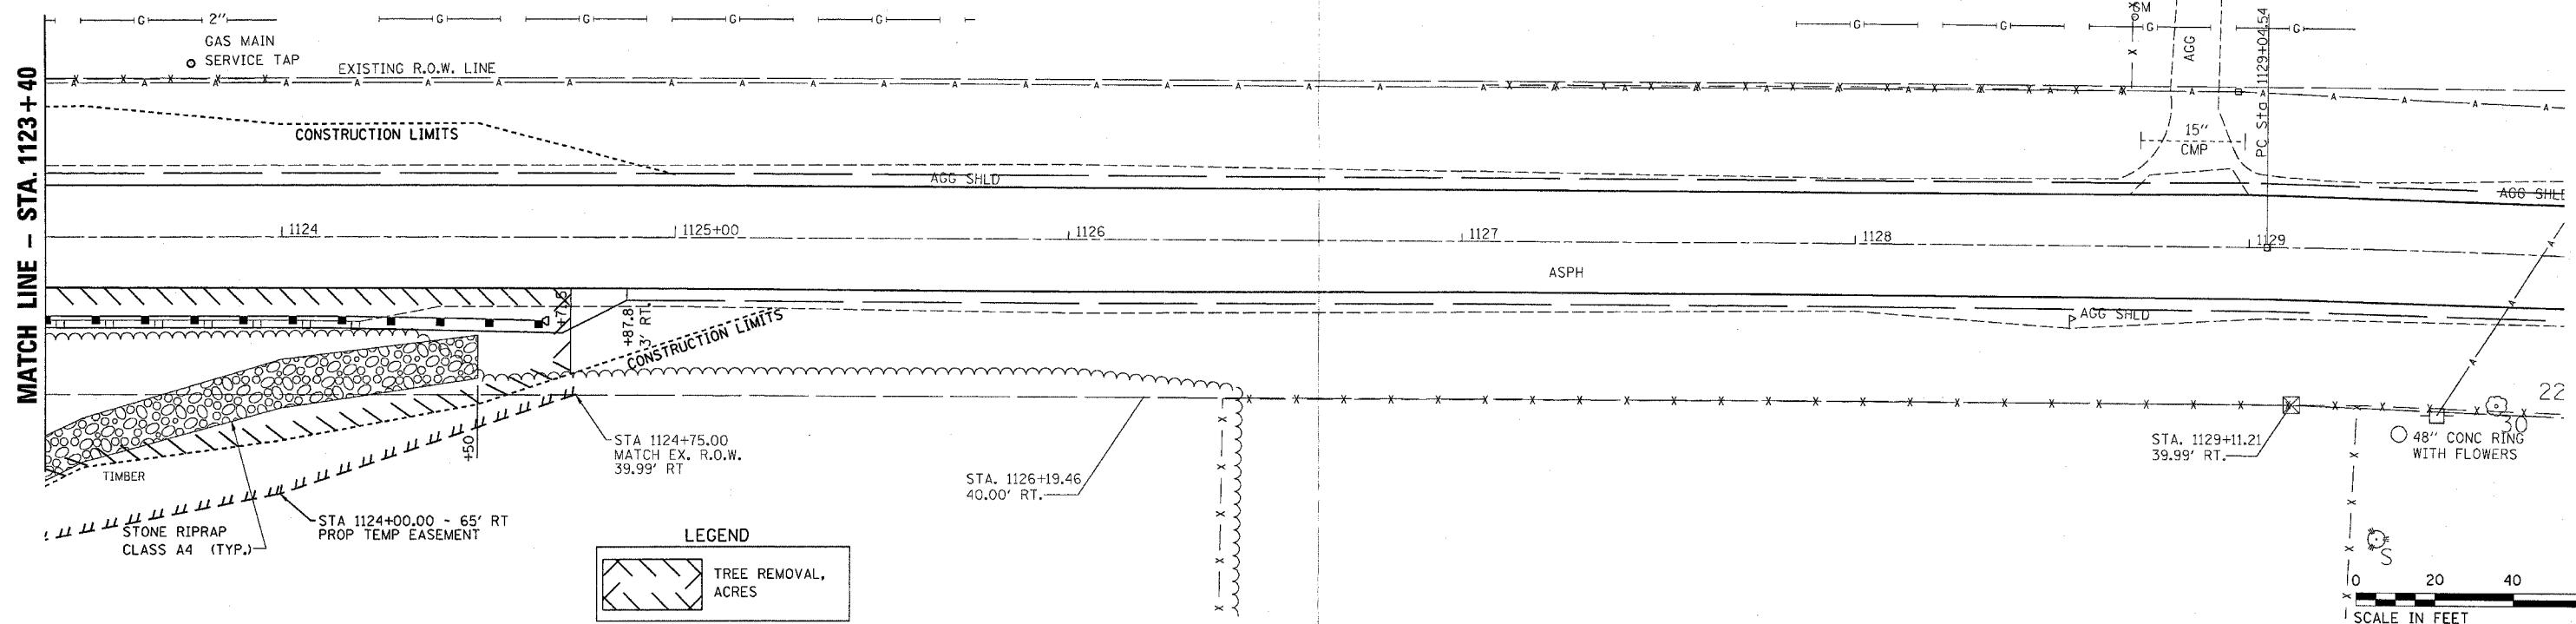 G 2" G G G G G G G G
GAS MAIN
SERVICE TAP
EXISTING R.O.W. LINE
AGG
PC Sta 1129+04.54
MATCH LINE - STA. 1123+40
CONSTRUCTION LIMITS
15"
CMP
AGG SHLD
AGG SHLD
1124
1125+00
1126
1127
1128
1129
ASPH
+87.8
3' RT.
CONSTRUCTION LIMITS
AGG SHLD
+50
STA 1124+75.00
MATCH EX. R.O.W.
39.99' RT
STA. 1126+19.46
40.00' RT.
STA. 1129+11.21
39.99' RT.
22
30
48" CONC RING
WITH FLOWERS
TIMBER
STA 1124+00.00 - 65' RT
PROP TEMP EASEMENT
STONE RIPRAP
CLASS A4 (TYP.)
LEGEND
TREE REMOVAL,
ACRES
S
0 20 40
SCALE IN FEET